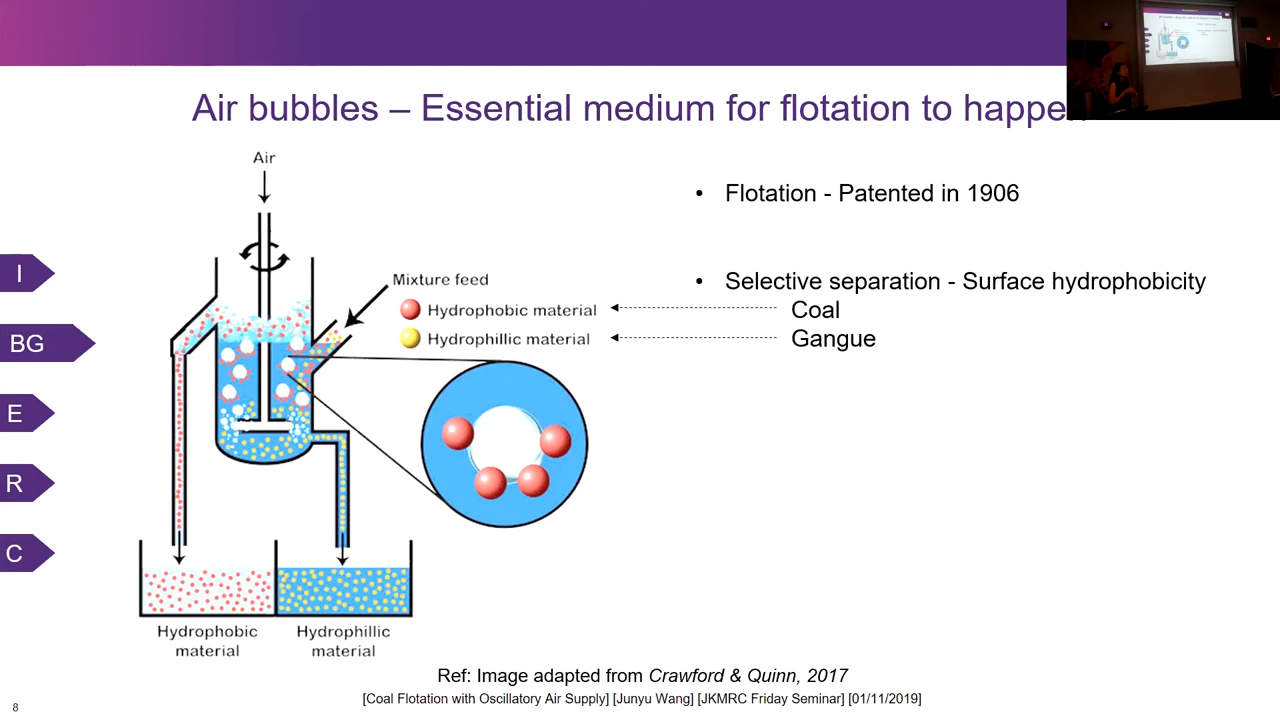 Air bubbles – Essential medium for flotation to happen
Air
• Flotation - Patented in 1906
I
Mixture feed
• Selective separation - Surface hydrophobicity
Hydrophobic material
Coal
Hydrophillic material
Gangue
BG
E
R
C
Hydrophobic
material
Hydrophillic
material
Ref: Image adapted from Crawford & Quinn, 2017
[Coal Flotation with Oscillatory Air Supply] [Junyu Wang] [JKMRC Friday Seminar] [01/11/2019]
8